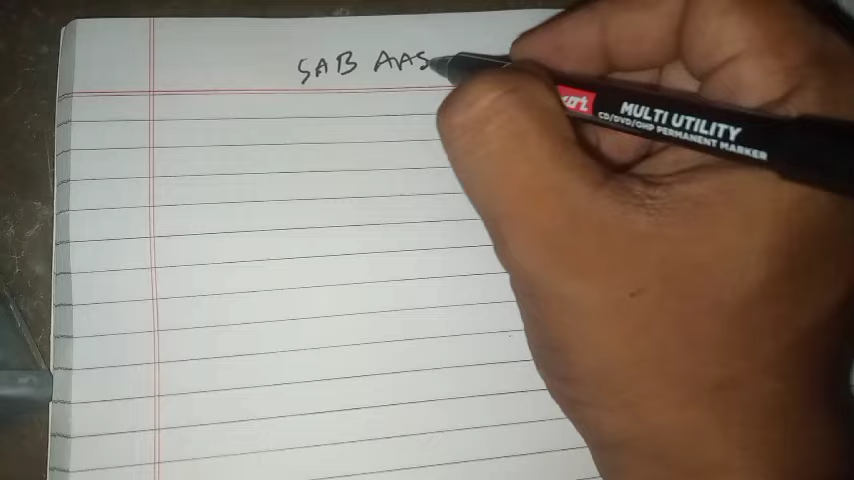 SAB AAS
MULTI UTILITY
CD/DVD/OHP PERMANENT MARKER